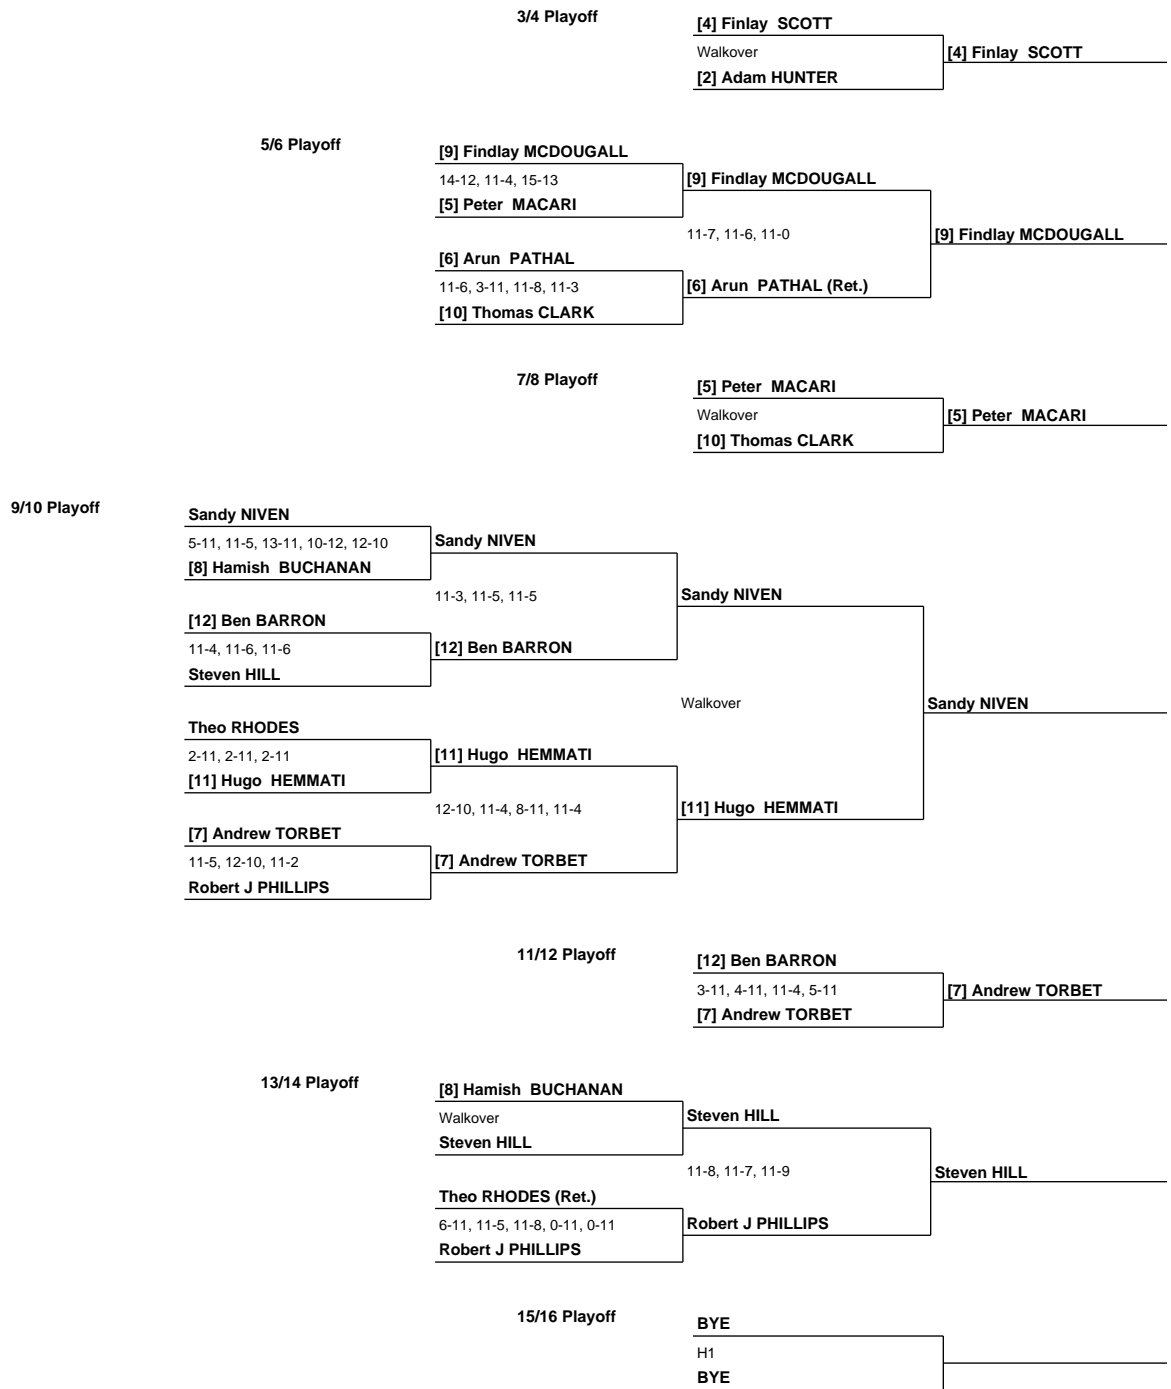 3/4 Playoff
[4] Finlay SCOTT
Walkover
[4] Finlay SCOTT
[2] Adam HUNTER
5/6 Playoff
[9] Findlay MCDOUGALL
14-12, 11-4, 15-13
[9] Findlay MCDOUGALL
[5] Peter MACARI
11-7, 11-6, 11-0
[9] Findlay MCDOUGALL
[6] Arun PATHAL
11-6, 3-11, 11-8, 11-3
[6] Arun PATHAL (Ret.)
[10] Thomas CLARK
7/8 Playoff
[5] Peter MACARI
Walkover
[5] Peter MACARI
[10] Thomas CLARK
9/10 Playoff
Sandy NIVEN
5-11, 11-5, 13-11, 10-12, 12-10
Sandy NIVEN
[8] Hamish BUCHANAN
11-3, 11-5, 11-5
Sandy NIVEN
[12] Ben BARRON
11-4, 11-6, 11-6
[12] Ben BARRON
Steven HILL
Walkover
Sandy NIVEN
Theo RHODES
2-11, 2-11, 2-11
[11] Hugo HEMMATI
[11] Hugo HEMMATI
12-10, 11-4, 8-11, 11-4
[11] Hugo HEMMATI
[7] Andrew TORBET
11-5, 12-10, 11-2
[7] Andrew TORBET
Robert J PHILLIPS
11/12 Playoff
[12] Ben BARRON
3-11, 4-11, 11-4, 5-11
[7] Andrew TORBET
[7] Andrew TORBET
13/14 Playoff
[8] Hamish BUCHANAN
Walkover
Steven HILL
Steven HILL
11-8, 11-7, 11-9
Steven HILL
Theo RHODES (Ret.)
6-11, 11-5, 11-8, 0-11, 0-11
Robert J PHILLIPS
Robert J PHILLIPS
15/16 Playoff
BYE
H1
BYE